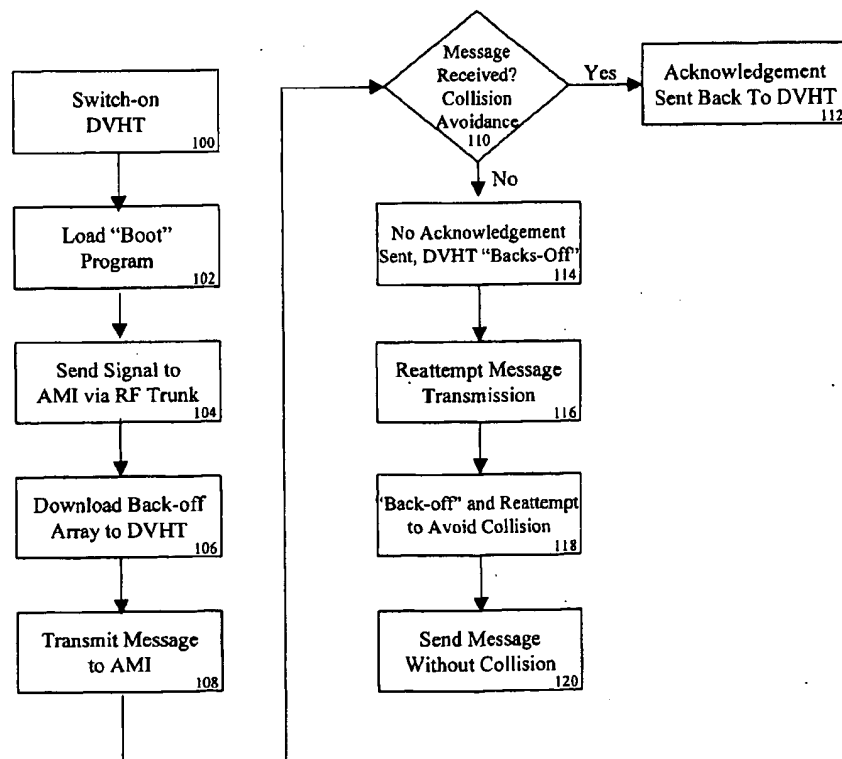 Switch-on
DVHT
100
Load “Boot”
Program
102
Send Signal to
AMI via RF Trunk
104
Download Back-off
Array to DVHT
106
Transmit Message
to AMI
108
Message
Received?
Collision
Avoidance
110
Yes
Acknowledgement
Sent Back To DVHT
112
No
No Acknowledgement
Sent, DVHT “Backs-Off”
114
Reattempt Message
Transmission
116
“Back-off” and Reattempt
to Avoid Collision
118
Send Message
Without Collision
120